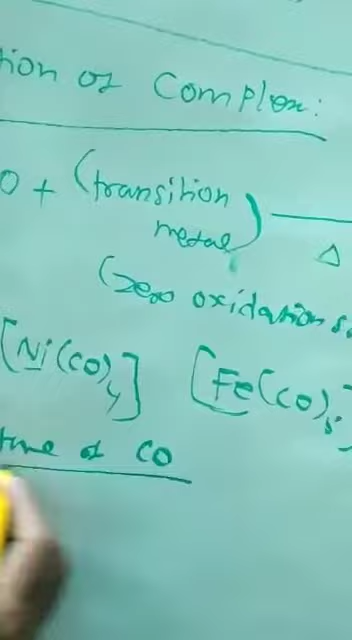 tion of Complex:
O + (transition
metal)
Δ
(zero oxidation s
[Ni(CO)4] [Fe(CO)5]
ture of CO